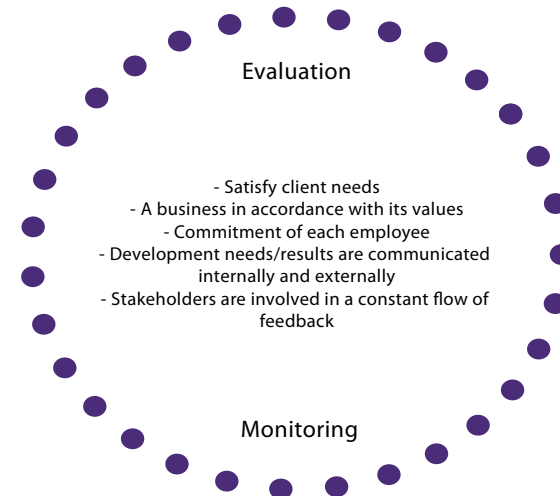 Evaluation
- Satisfy client needs
- A business in accordance with its values
- Commitment of each employee
- Development needs/results are communicated
internally and externally
- Stakeholders are involved in a constant flow of
feedback
Monitoring